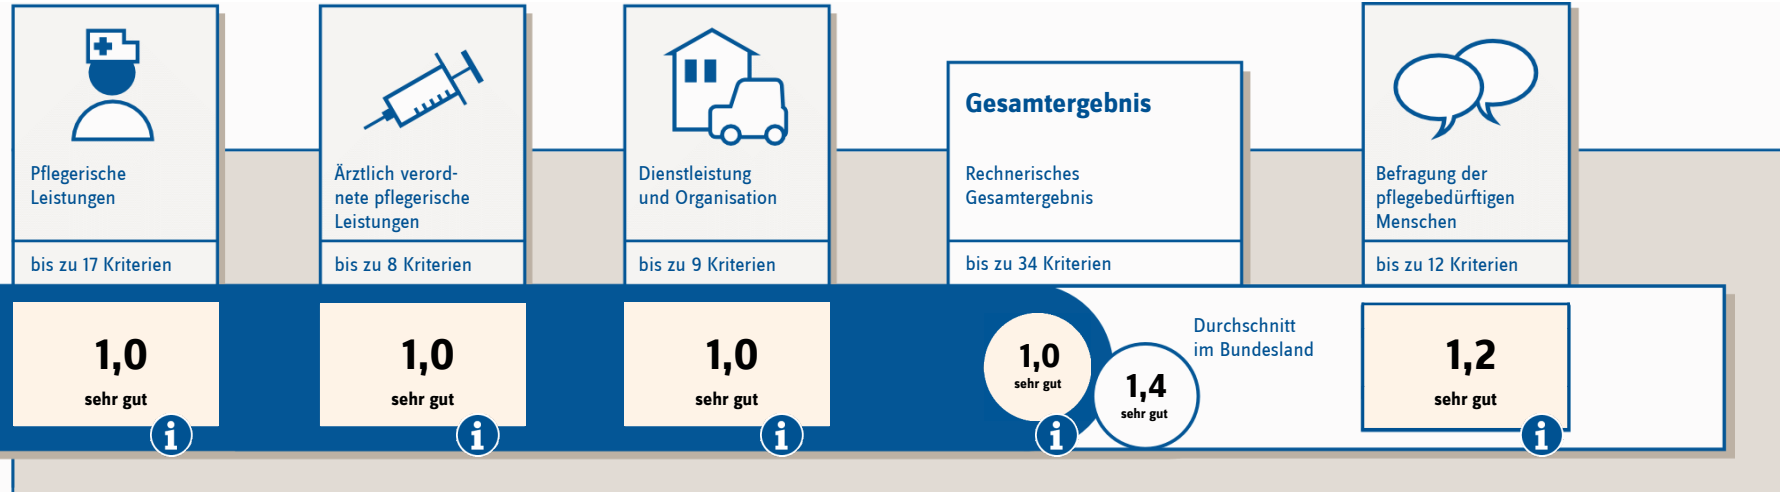 Pflegerische
Leistungen
bis zu 17 Kriterien
1,0
sehr gut
i
Ärztlich verord-
nete pflegerische
Leistungen
bis zu 8 Kriterien
1,0
sehr gut
i
Dienstleistung
und Organisation
bis zu 9 Kriterien
1,0
sehr gut
i
Gesamtergebnis
Rechnerisches
Gesamtergebnis
bis zu 34 Kriterien
1,0
sehr gut
i
1,4
sehr gut
Durchschnitt
im Bundesland
Befragung der
pflegebedürftigen
Menschen
bis zu 12 Kriterien
1,2
sehr gut
i